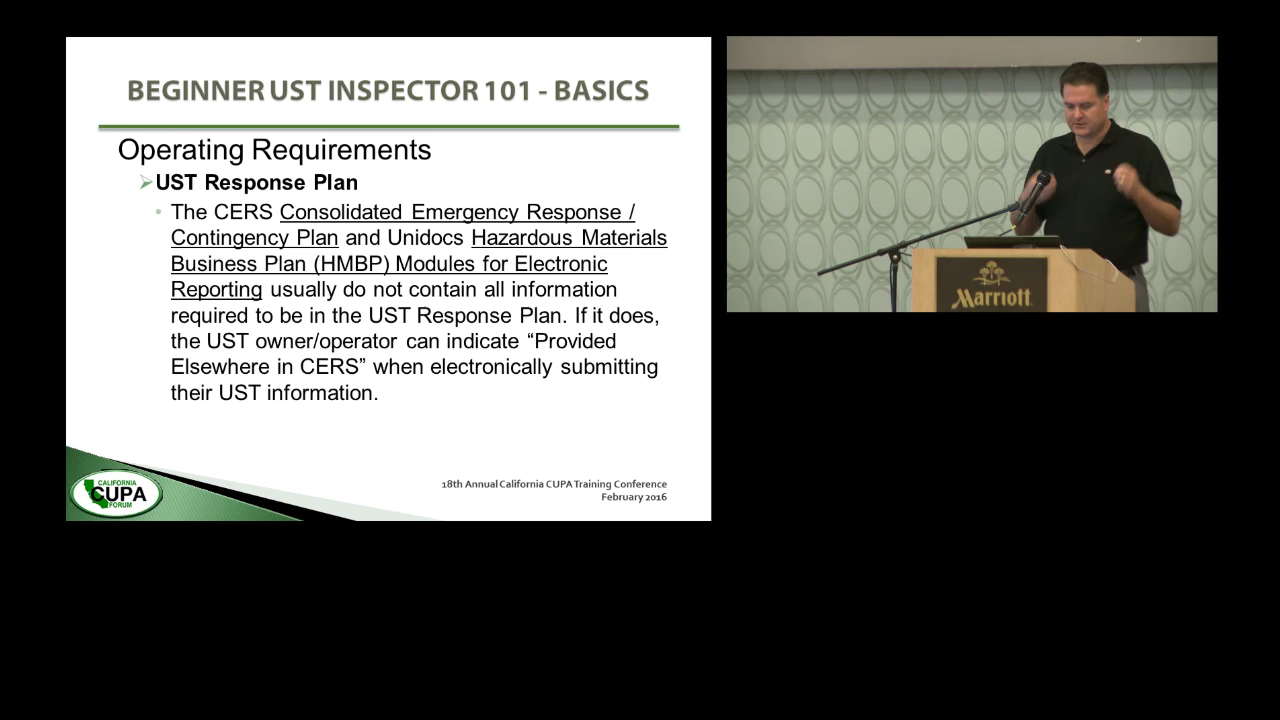 BEGINNER UST INSPECTOR 101 - BASICS
Operating Requirements
UST Response Plan
The CERS Consolidated Emergency Response /
Contingency Plan and Unidocs Hazardous Materials
Business Plan (HMBP) Modules for Electronic
Reporting usually do not contain all information
required to be in the UST Response Plan. If it does,
the UST owner/operator can indicate “Provided
Elsewhere in CERS” when electronically submitting
their UST information.
CALIFORNIA
CUPA
FORUM
18th Annual California CUPA Training Conference
February 2016
Marriott